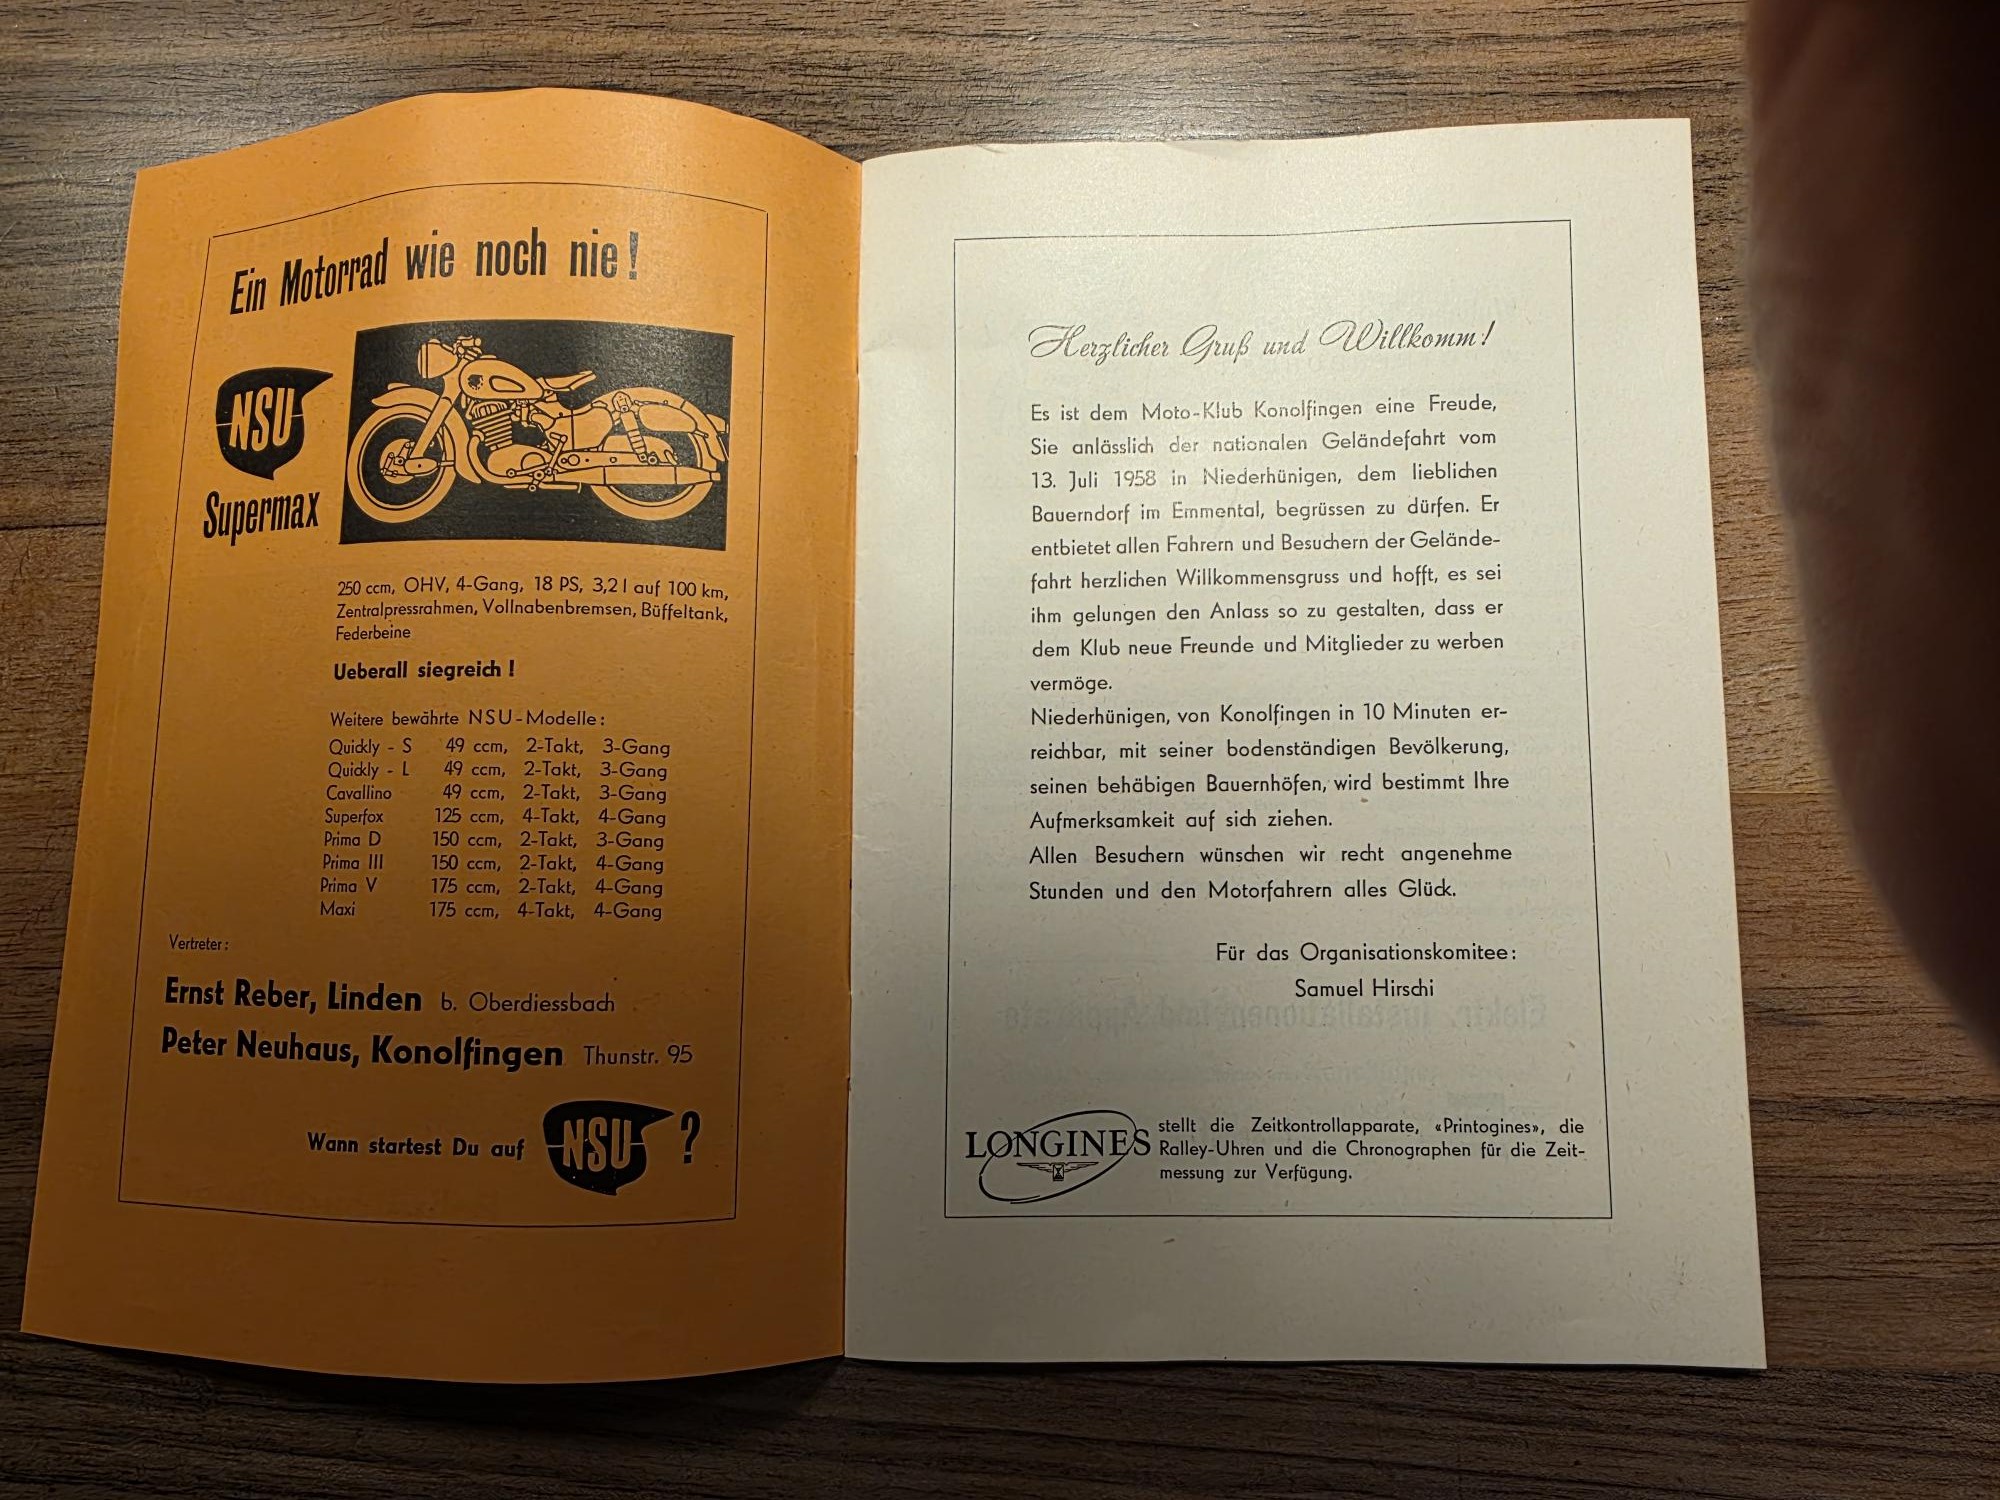 Ein Motorrad wie noch nie!
NSU
Supermax
250 ccm, OHV, 4-Gang, 18 PS, 3,2 l auf 100 km,
Zentralpressrahmen, Vollnabenbremsen, Büffeltank,
Federbeine
Ueberall siegreich!
Weitere bewährte NSU-Modelle:
Quickly - S 49 ccm, 2-Takt, 3-Gang
Quickly - L 49 ccm, 2-Takt, 3-Gang
Cavallino 49 ccm, 2-Takt, 3-Gang
Superfox 125 ccm, 4-Takt, 4-Gang
Prima D 150 ccm, 2-Takt, 3-Gang
Prima III 150 ccm, 2-Takt, 4-Gang
Prima V 175 ccm, 2-Takt, 4-Gang
Maxi 175 ccm, 4-Takt, 4-Gang
Vertreter:
Ernst Reber, Linden b. Oberdiessbach
Peter Neuhaus, Konolfingen Thunstr. 95
Wann startest Du auf NSU ?
Herzlicher Gruß und Willkomm!
Es ist dem Moto-Klub Konolfingen eine Freude,
Sie anlässlich der nationalen Geländefahrt vom
13. Juli 1958 in Niederhünigen, dem lieblichen
Bauerndorf im Emmental, begrüssen zu dürfen. Er
entbietet allen Fahrern und Besuchern der Gelände-
fahrt herzlichen Willkommensgruss und hofft, es sei
ihm gelungen den Anlass so zu gestalten, dass er
dem Klub neue Freunde und Mitglieder zu werben
vermöge.
Niederhünigen, von Konolfingen in 10 Minuten er-
reichbar, mit seiner bodenständigen Bevölkerung,
seinen behäbigen Bauernhöfen, wird bestimmt Ihre
Aufmerksamkeit auf sich ziehen.
Allen Besuchern wünschen wir recht angenehme
Stunden und den Motorfahrern alles Glück.
Für das Organisationskomitee:
Samuel Hirschi
LONGINES
stellt die Zeitkontrollapparate, «Printogines», die
Ralley-Uhren und die Chronographen für die Zeit-
messung zur Verfügung.